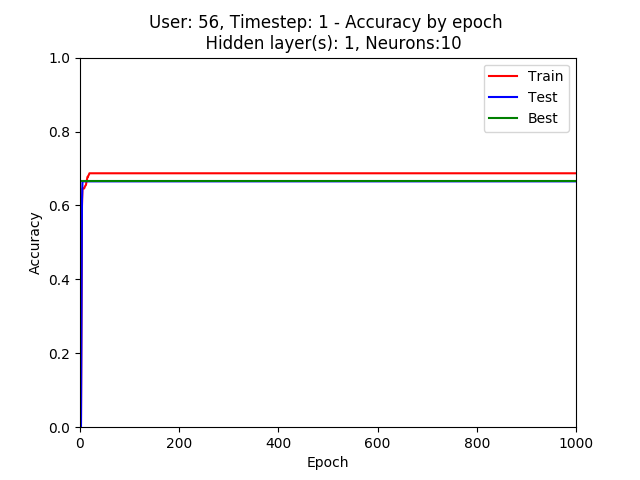 User: 56, Timestep: 1 - Accuracy by epoch
Hidden layer(s): 1, Neurons:10
1.0
0.8
0.6
0.4
0.2
0.0
Accuracy
Train
Test
Best
0 200 400 600 800 1000
Epoch